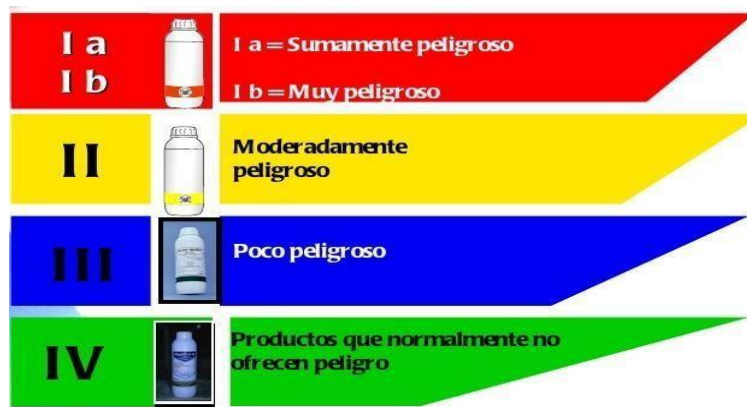 I a
I b
I a = Sumamente peligroso
I b = Muy peligroso
II
Moderadamente
peligroso
III
Poco peligroso
IV
Productos que normalmente no
ofrecen peligro